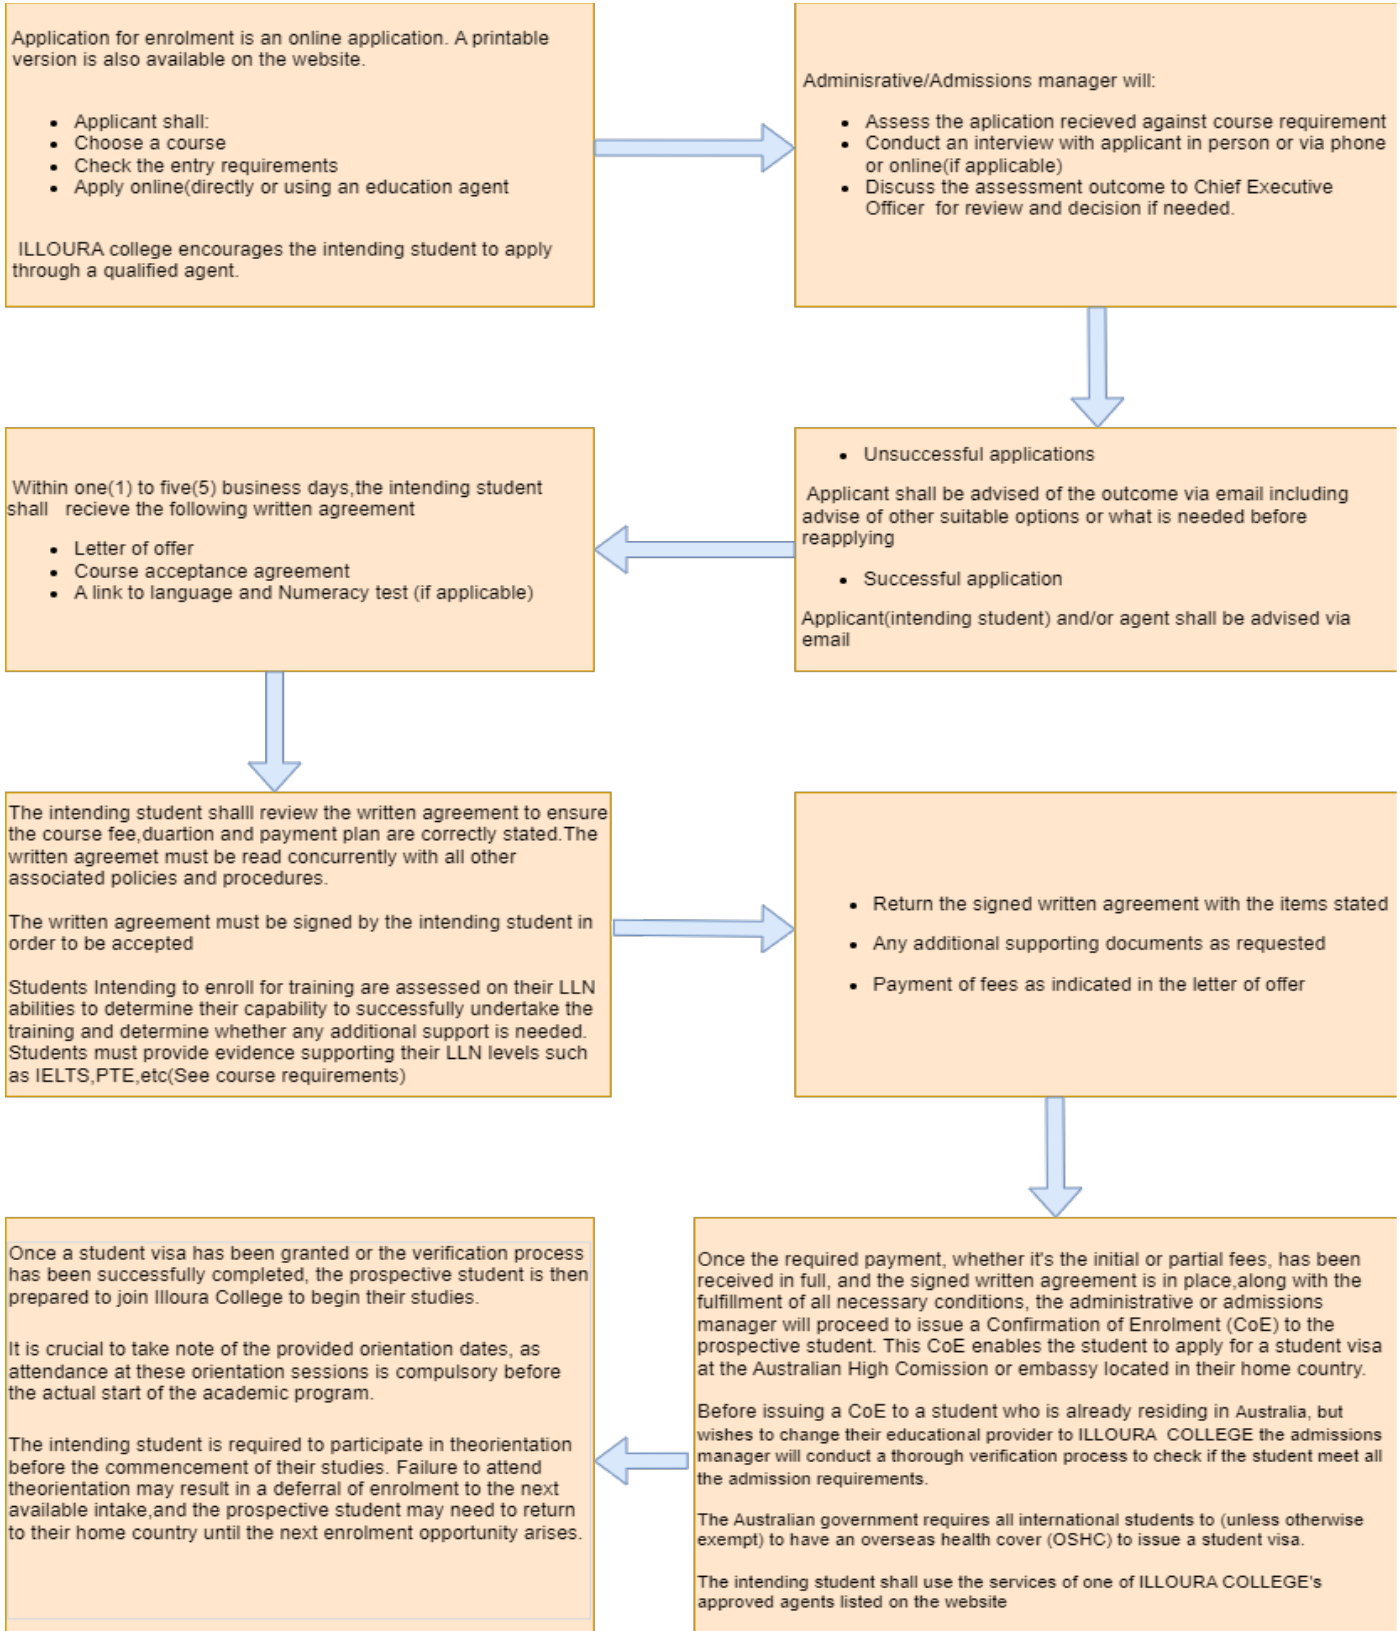 Application for enrolment is an online application. A printable
version is also available on the website.
• Applicant shall:
• Choose a course
• Check the entry requirements
• Apply online(directly or using an education agent
ILLOURA college encourages the intending student to apply
through a qualified agent.
Adminisrative/Admissions manager will:
• Assess the aplication recieved against course requirement
• Conduct an interview with applicant in person or via phone
or online(if applicable)
• Discuss the assessment outcome to Chief Executive
Officer for review and decision if needed.
• Unsuccessful applications
Applicant shall be advised of the outcome via email including
advise of other suitable options or what is needed before
reapplying
• Successful application
Applicant(intending student) and/or agent shall be advised via
email
Within one(1) to five(5) business days,the intending student
shall recieve the following written agreement
• Letter of offer
• Course acceptance agreement
• A link to language and Numeracy test (if applicable)
The intending student shalll review the written agreement to ensure
the course fee,duartion and payment plan are correctly stated.The
written agreemet must be read concurrently with all other
associated policies and procedures.
The written agreement must be signed by the intending student in
order to be accepted
Students Intending to enroll for training are assessed on their LLN
abilities to determine their capability to successfully undertake the
training and determine whether any additional support is needed.
Students must provide evidence supporting their LLN levels such
as IELTS,PTE,etc(See course requirements)
• Return the signed written agreement with the items stated
• Any additional supporting documents as requested
• Payment of fees as indicated in the letter of offer
Once the required payment, whether it's the initial or partial fees, has been
received in full, and the signed written agreement is in place,along with the
fulfillment of all necessary conditions, the administrative or admissions
manager will proceed to issue a Confirmation of Enrolment (CoE) to the
prospective student. This CoE enables the student to apply for a student visa
at the Australian High Comission or embassy located in their home country.
Before issuing a CoE to a student who is already residing in Australia, but
wishes to change their educational provider to ILLOURA COLLEGE the admissions
manager will conduct a thorough verification process to check if the student meet all
the admission requirements.
The Australian government requires all international students to (unless otherwise
exempt) to have an overseas health cover (OSHC) to issue a student visa.
The intending student shall use the services of one of ILLOURA COLLEGE's
approved agents listed on the website
Once a student visa has been granted or the verification process
has been successfully completed, the prospective student is then
prepared to join Illoura College to begin their studies.
It is crucial to take note of the provided orientation dates, as
attendance at these orientation sessions is compulsory before
the actual start of the academic program.
The intending student is required to participate in theorientation
before the commencement of their studies. Failure to attend
theorientation may result in a deferral of enrolment to the next
available intake,and the prospective student may need to return
to their home country until the next enrolment opportunity arises.